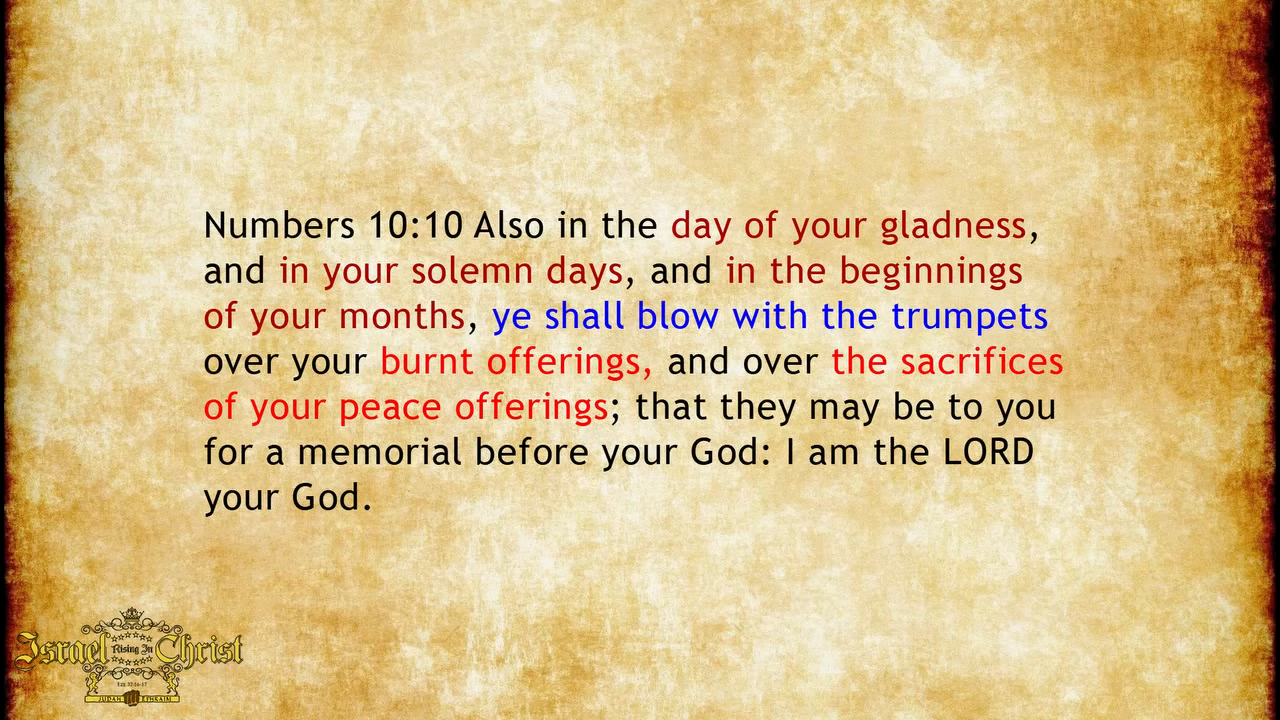 Numbers 10:10 Also in the day of your gladness,
and in your solemn days, and in the beginnings
of your months, ye shall blow with the trumpets
over your burnt offerings, and over the sacrifices
of your peace offerings; that they may be to you
for a memorial before your God: I am the LORD
your God.
Israel Rising In Christ
JUDAH EPHRAIM